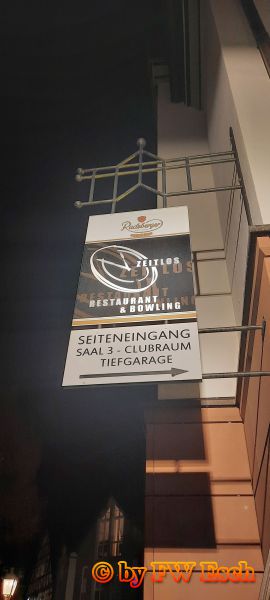 Radeberger
ZEITLOS
RESTAURANT
& BOWLING
SEITENEINGANG
SAAL 3 - CLUBRAUM
TIEFGARAGE
© by FW Esch